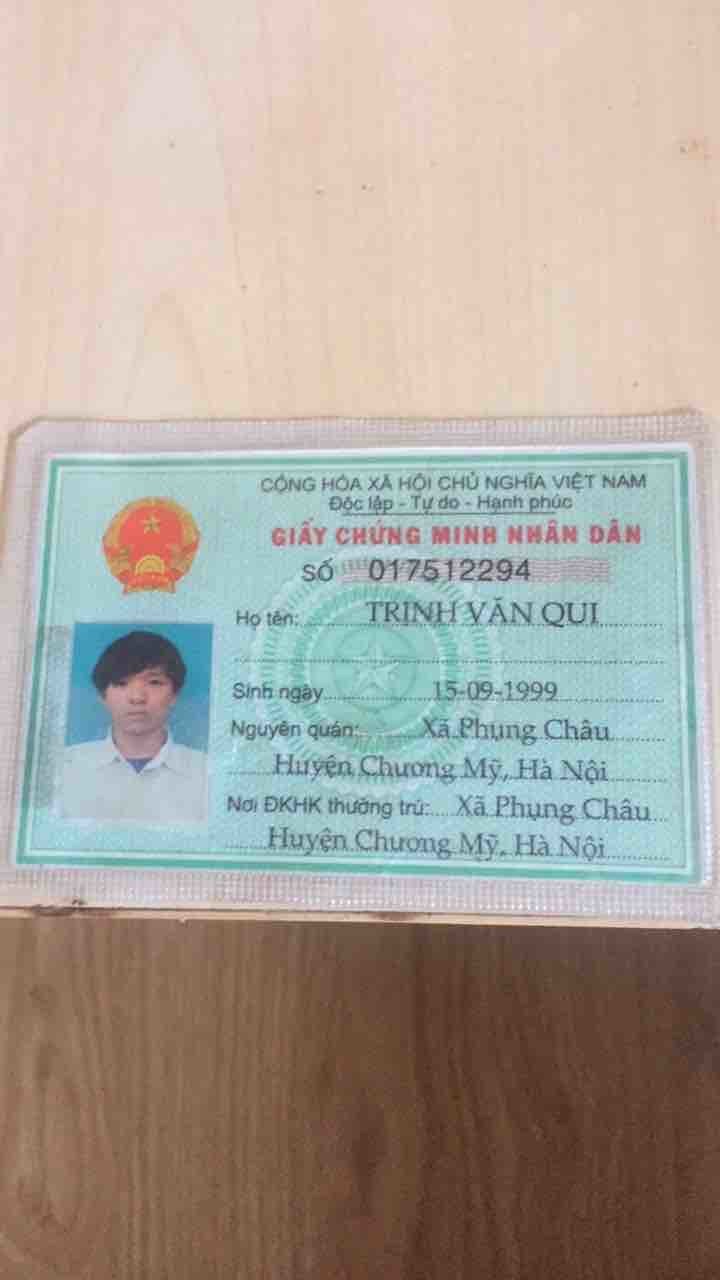 CỘNG HÒA XÃ HỘI CHỦ NGHĨA VIỆT NAM
Độc lập - Tự do - Hạnh phúc
GIẤY CHỨNG MINH NHÂN DÂN
SỐ 017512294
Họ tên: TRỊNH VĂN QUI
Sinh ngày 15-09-1999
Nguyên quán: Xã Phụng Châu
Huyện Chương Mỹ, Hà Nội
Nơi ĐKHK thường trú: Xã Phụng Châu
Huyện Chương Mỹ, Hà Nội